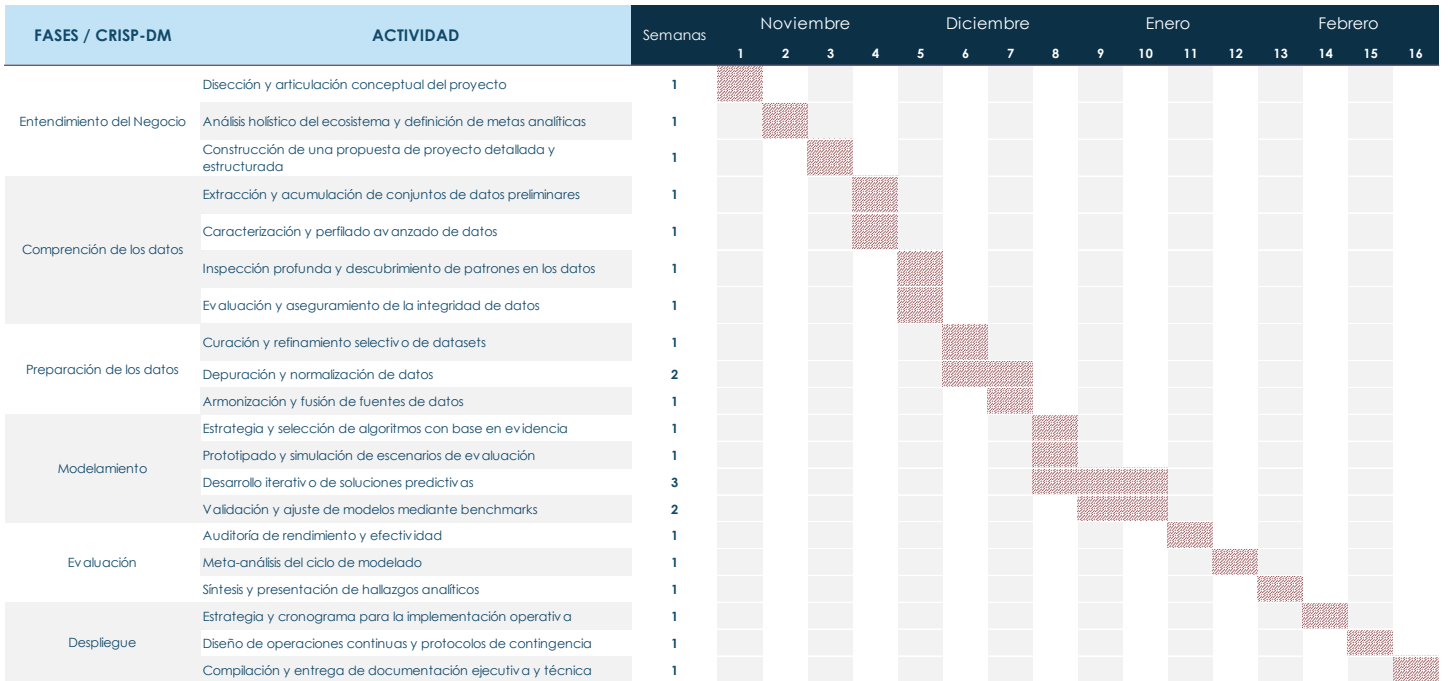 FASES / CRISP-DM ACTIVIDAD Semanas Noviembre Diciembre Enero Febrero
1 2 3 4 5 6 7 8 9 10 11 12 13 14 15 16
Entendimiento del Negocio
Disección y articulación conceptual del proyecto 1
Análisis holístico del ecosistema y definición de metas analíticas 1
Construcción de una propuesta de proyecto detallada y
estructurada 1
Comprención de los datos
Extracción y acumulación de conjuntos de datos preliminares 1
Caracterización y perfilado avanzado de datos 1
Inspección profunda y descubrimiento de patrones en los datos 1
Evaluación y aseguramiento de la integridad de datos 1
Preparación de los datos
Curación y refinamiento selectivo de datasets 1
Depuración y normalización de datos 2
Armonización y fusión de fuentes de datos 1
Modelamiento
Estrategia y selección de algoritmos con base en evidencia 1
Prototipado y simulación de escenarios de evaluación 1
Desarrollo iterativo de soluciones predictivas 3
Validación y ajuste de modelos mediante benchmarks 2
Evaluación
Auditoría de rendimiento y efectividad 1
Meta-análisis del ciclo de modelado 1
Síntesis y presentación de hallazgos analíticos 1
Despliegue
Estrategia y cronograma para la implementación operativa 1
Diseño de operaciones continuas y protocolos de contingencia 1
Compilación y entrega de documentación ejecutiva y técnica 1